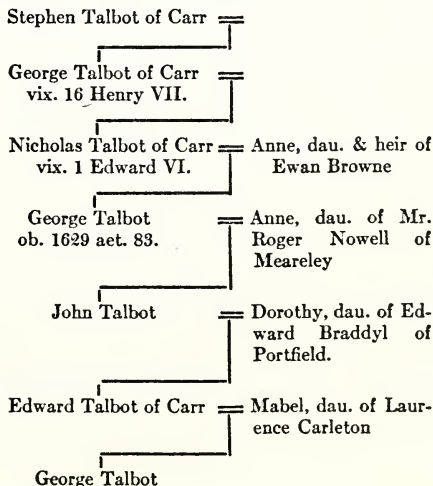 Stephen Talbot of Carr
George Talbot of Carr
vix. 16 Henry VII.
Nicholas Talbot of Carr
vix. 1 Edward VI.
Anne, dau. & heir of
Ewan Browne
George Talbot
ob. 1629 aet. 83.
Anne, dau. of Mr.
Roger Nowell of
Meareley
John Talbot
Dorothy, dau. of Ed-
ward Braddyl of
Portfield.
Edward Talbot of Carr
Mabel, dau. of Laur-
ence Carleton
George Talbot